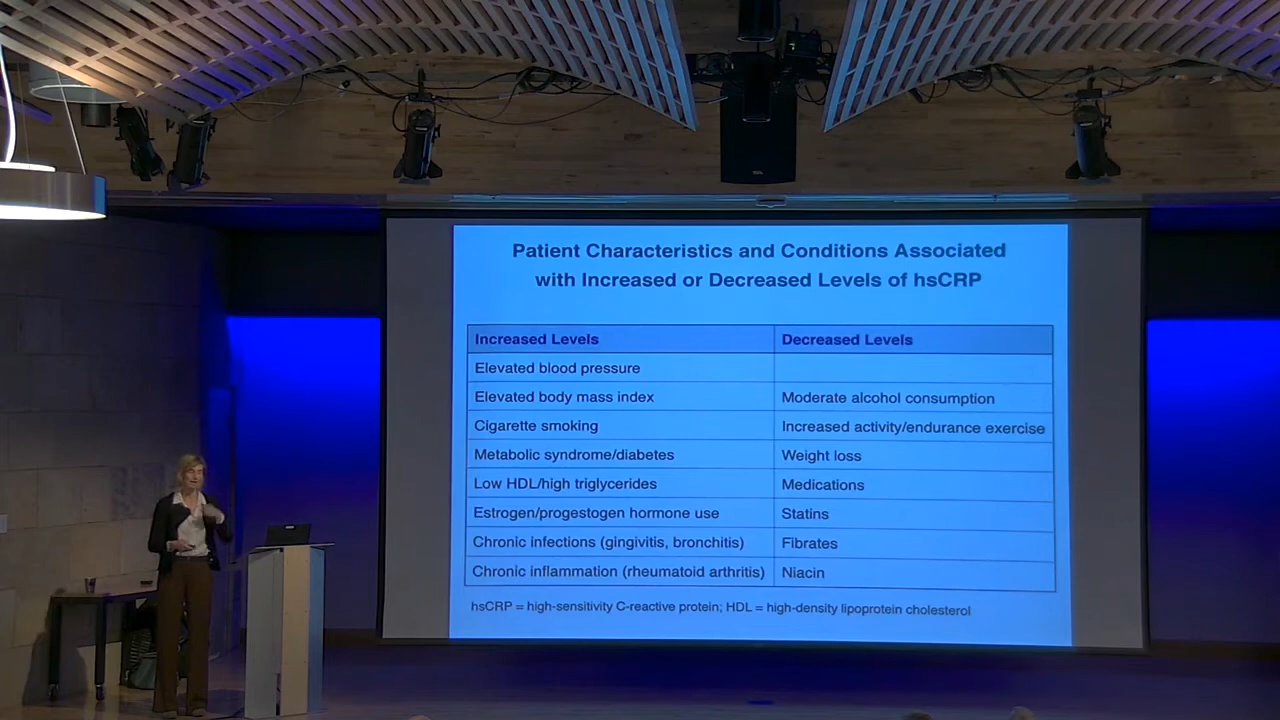 Patient Characteristics and Conditions Associated
with Increased or Decreased Levels of hsCRP
Increased Levels Decreased Levels
Elevated blood pressure
Elevated body mass index Moderate alcohol consumption
Cigarette smoking Increased activity/endurance exercise
Metabolic syndrome/diabetes Weight loss
Low HDL/high triglycerides Medications
Estrogen/progestogen hormone use Statins
Chronic infections (gingivitis, bronchitis) Fibrates
Chronic inflammation (rheumatoid arthritis) Niacin
hsCRP = high-sensitivity C-reactive protein; HDL = high-density lipoprotein cholesterol